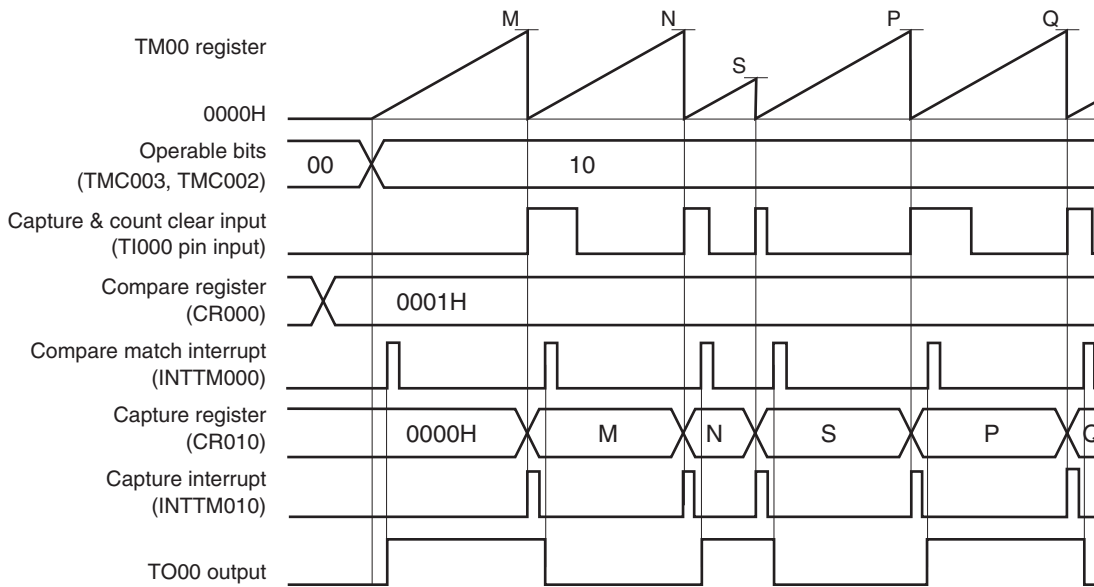 M N P Q
TM00 register
S
0000H
Operable bits
(TMC003, TMC002)
00 10
Capture & count clear input
(TI000 pin input)
Compare register
(CR000)
0001H
Compare match interrupt
(INTTM000)
Capture register
(CR010)
0000H M N S P Q
Capture interrupt
(INTTM010)
TO00 output